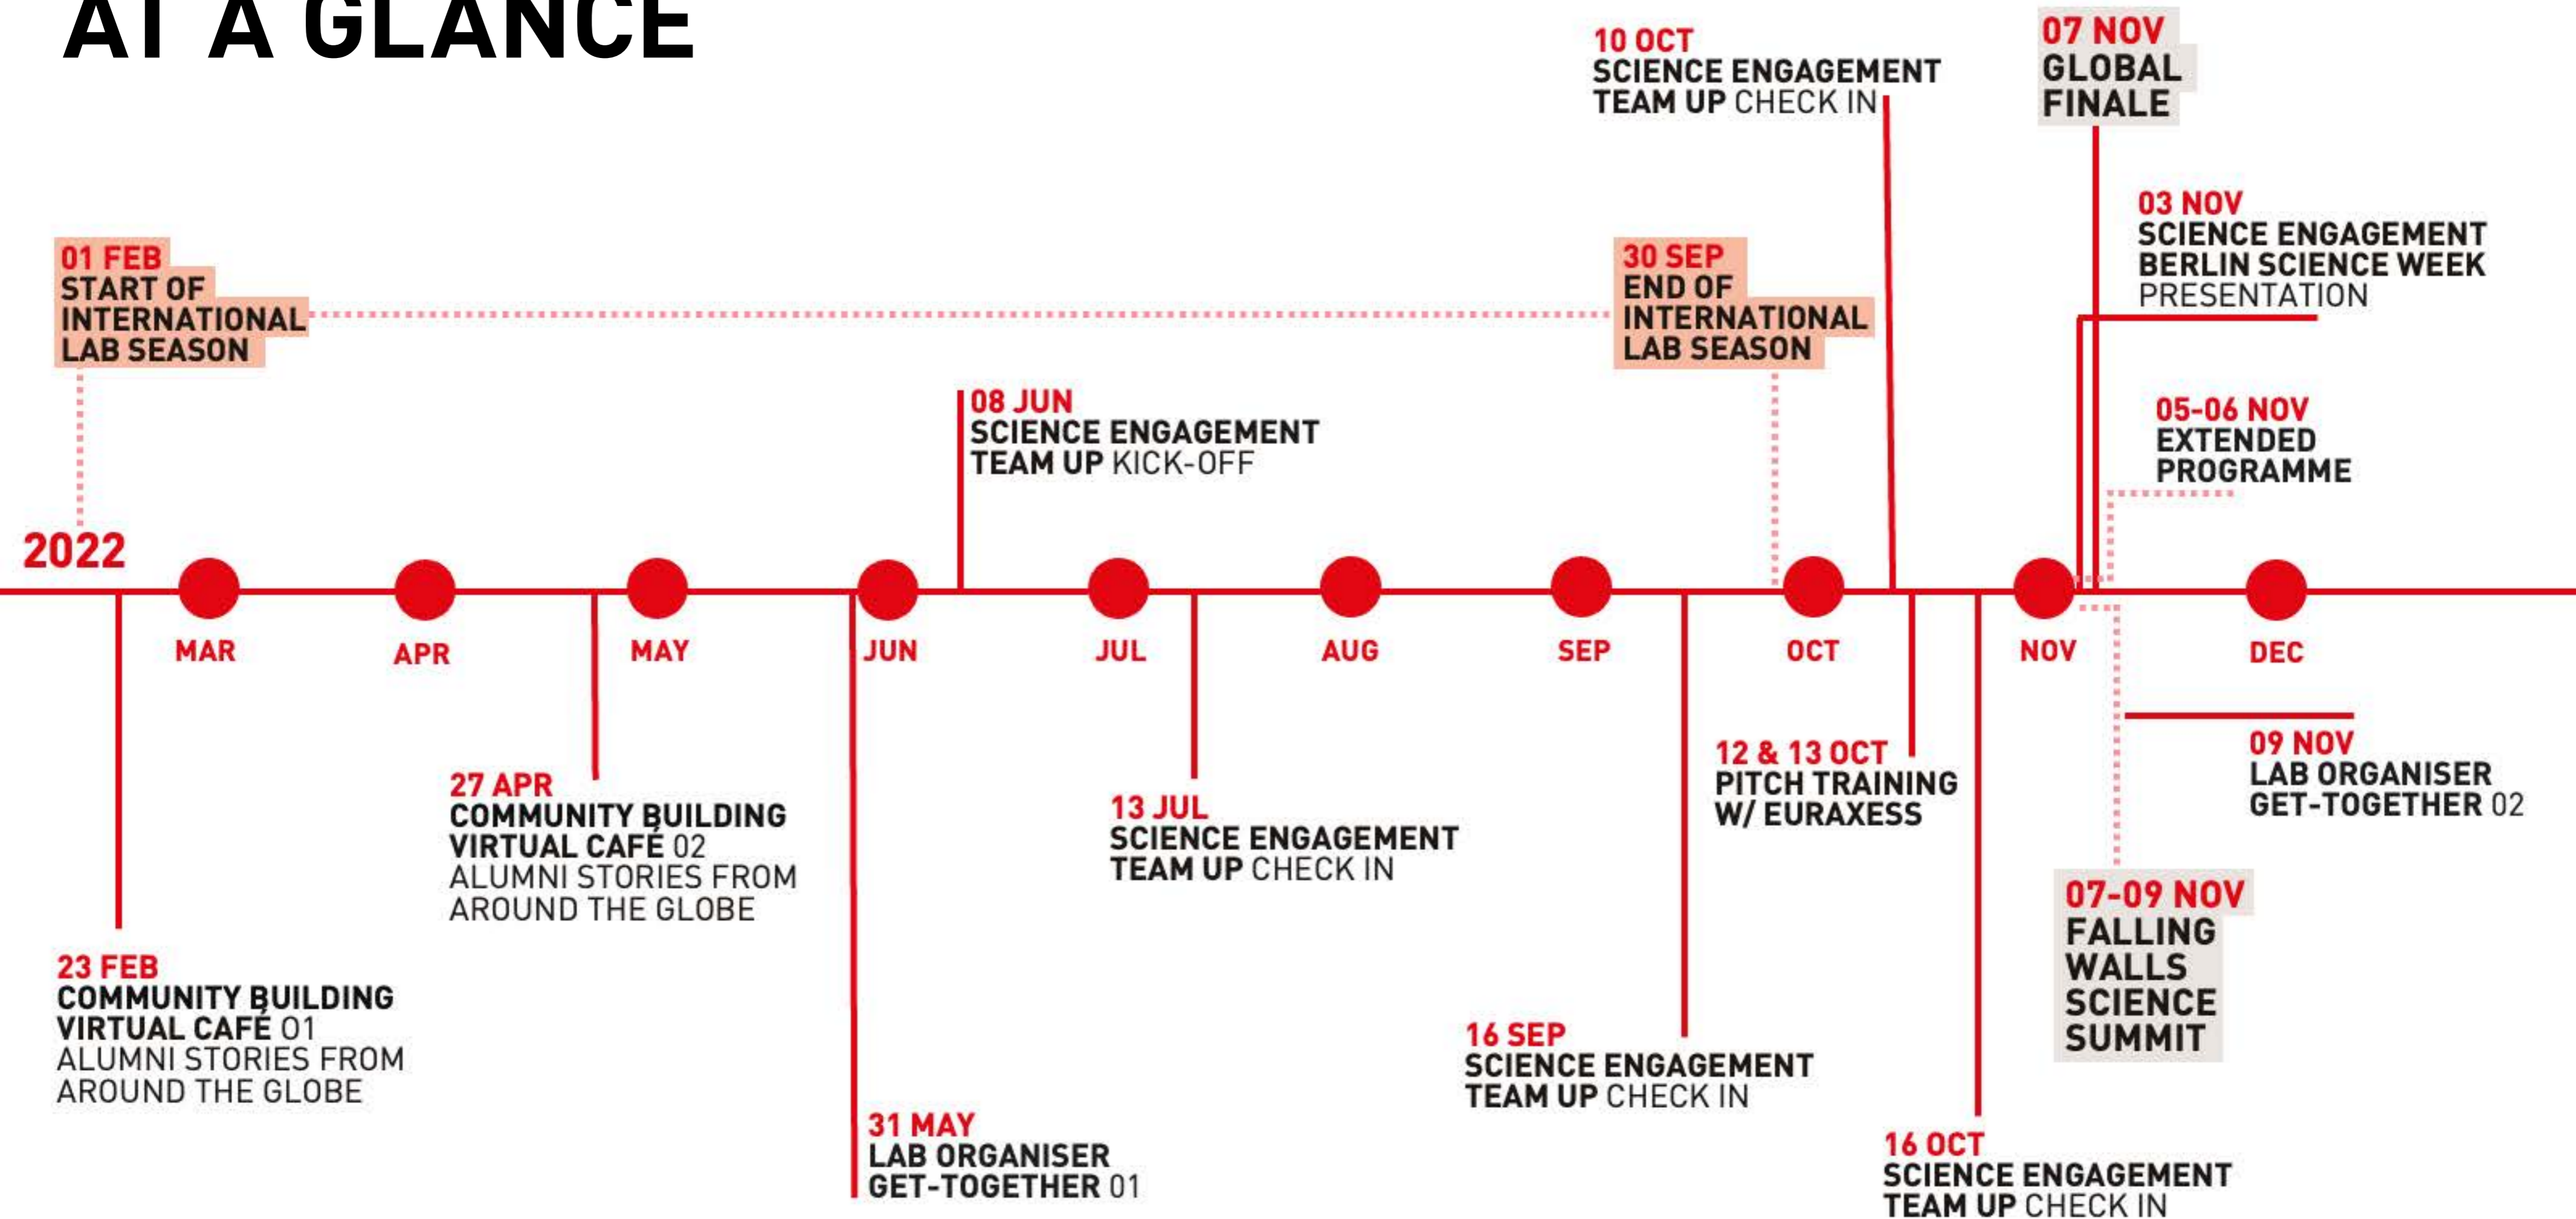 AT A GLANCE
10 OCT
SCIENCE ENGAGEMENT
TEAM UP CHECK IN
07 NOV
GLOBAL
FINALE
03 NOV
SCIENCE ENGAGEMENT
BERLIN SCIENCE WEEK
PRESENTATION
01 FEB
START OF
INTERNATIONAL
LAB SEASON
30 SEP
END OF
INTERNATIONAL
LAB SEASON
08 JUN
SCIENCE ENGAGEMENT
TEAM UP KICK-OFF
05-06 NOV
EXTENDED
PROGRAMME
2022
MAR
APR
MAY
JUN
JUL
AUG
SEP
OCT
NOV
DEC
27 APR
COMMUNITY BUILDING
VIRTUAL CAFÉ 02
ALUMNI STORIES FROM
AROUND THE GLOBE
13 JUL
SCIENCE ENGAGEMENT
TEAM UP CHECK IN
12 & 13 OCT
PITCH TRAINING
W/ EURAXESS
09 NOV
LAB ORGANISER
GET-TOGETHER 02
07-09 NOV
FALLING
WALLS
SCIENCE
SUMMIT
23 FEB
COMMUNITY BUILDING
VIRTUAL CAFÉ 01
ALUMNI STORIES FROM
AROUND THE GLOBE
16 SEP
SCIENCE ENGAGEMENT
TEAM UP CHECK IN
31 MAY
LAB ORGANISER
GET-TOGETHER 01
16 OCT
SCIENCE ENGAGEMENT
TEAM UP CHECK IN